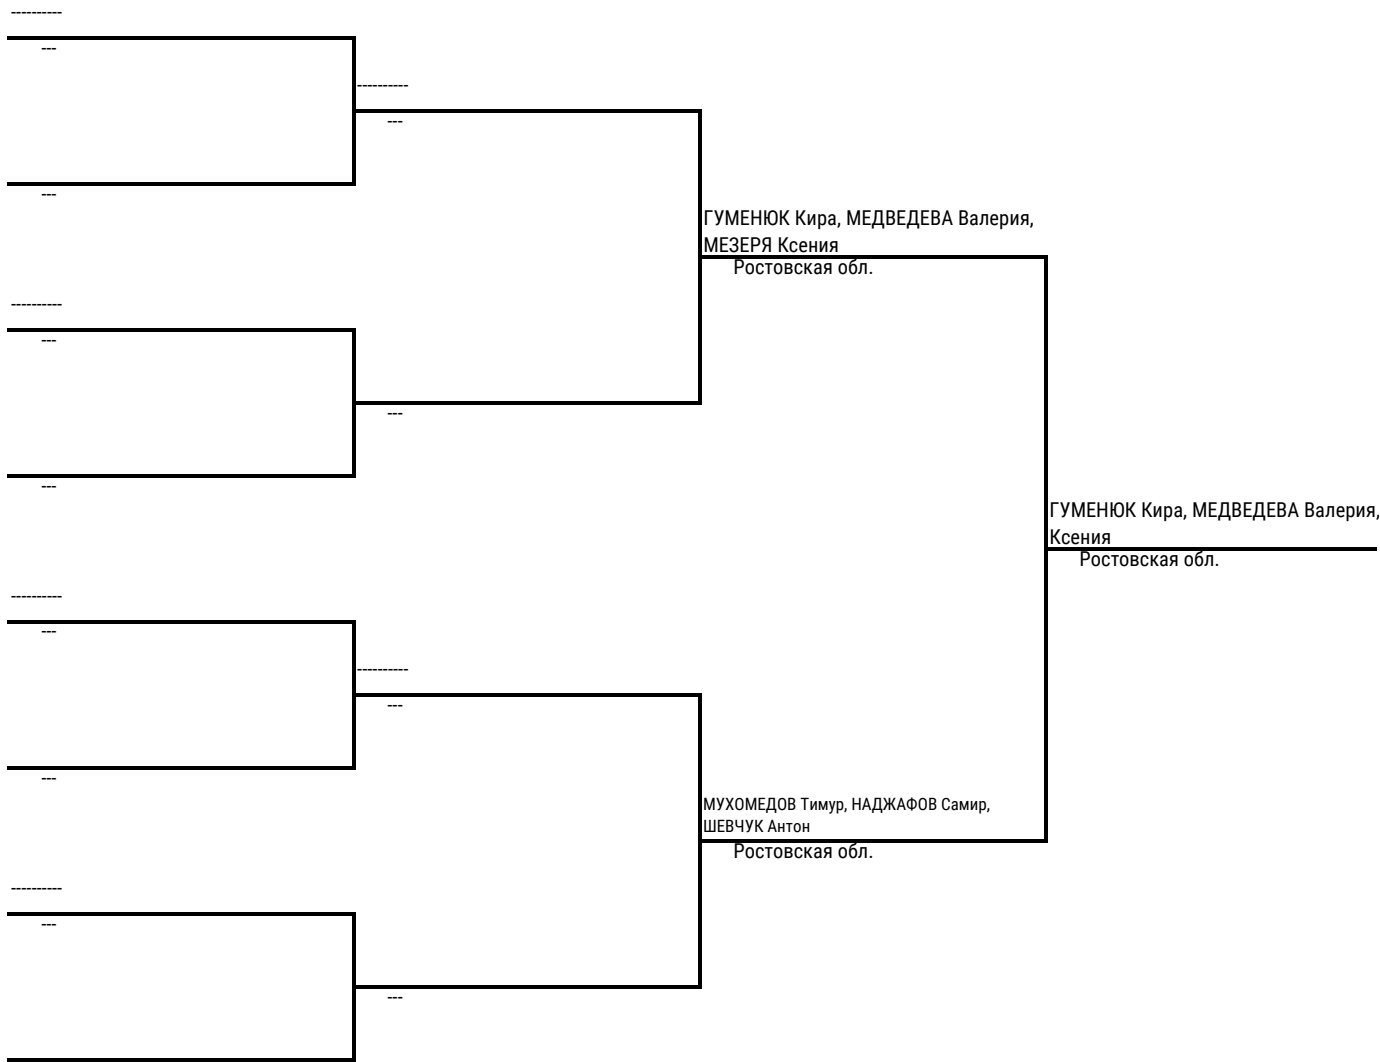 ----------
---
----------
---
---
ГУМЕНЮК Кира, МЕДВЕДЕВА Валерия,
МЕЗЕРЯ Ксения
Ростовская обл.
----------
---
---
---
ГУМЕНЮК Кира, МЕДВЕДЕВА Валерия,
Ксения
Ростовская обл.
----------
---
----------
---
---
МУХОМЕДОВ Тимур, НАДЖАФОВ Самир,
ШЕВЧУК Антон
Ростовская обл.
----------
---
---